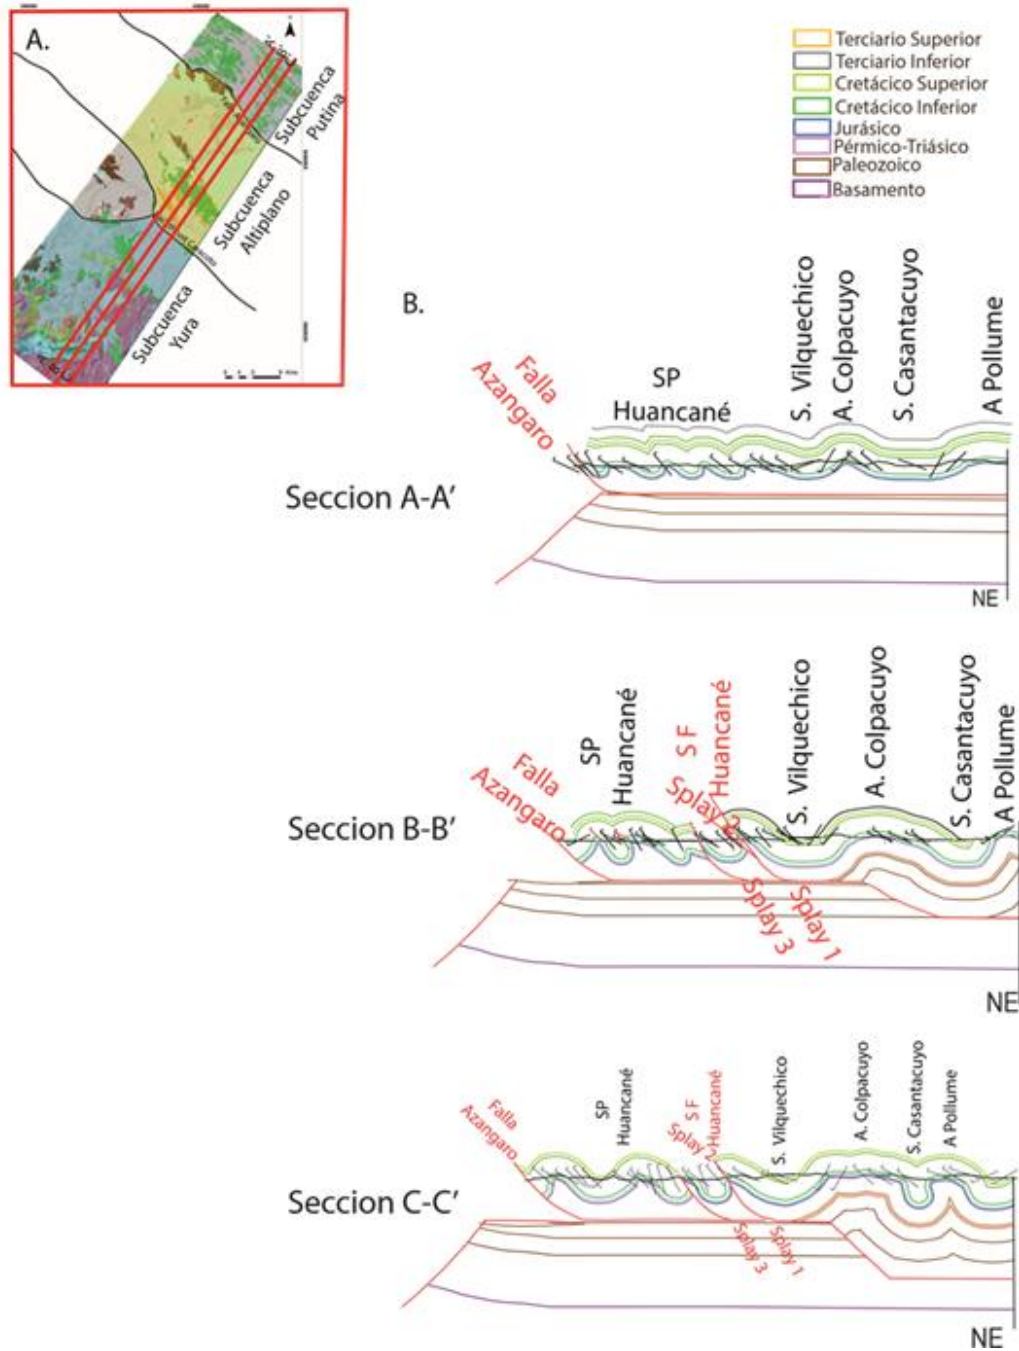 A.
Subcuenca
Putina
Subcuenca
Altiplano
Subcuenca
Yura
Terciario Superior
Terciario Inferior
Cretácico Superior
Cretácico Inferior
Jurásico
Pérmico-Triásico
Paleozoico
Basamento
B.
Falla
Azangaro
SP
Huancané
S. Vilquechico
A. Colpacuyo
S. Casantacuyo
A Pollume
Seccion A-A'
NE
Falla
Azangaro
SP
Huancané
S F
Huancané
Splay 2
S. Vilquechico
A. Colpacuyo
S. Casantacuyo
A Pollume
Seccion B-B'
Splay 3
Splay 1
NE
Falla
Azangaro
SP
Huancané
S F
Huancané
Splay 2
S. Vilquechico
A. Colpacuyo
S. Casantacuyo
A Pollume
Seccion C-C'
Splay 3
Splay 1
NE